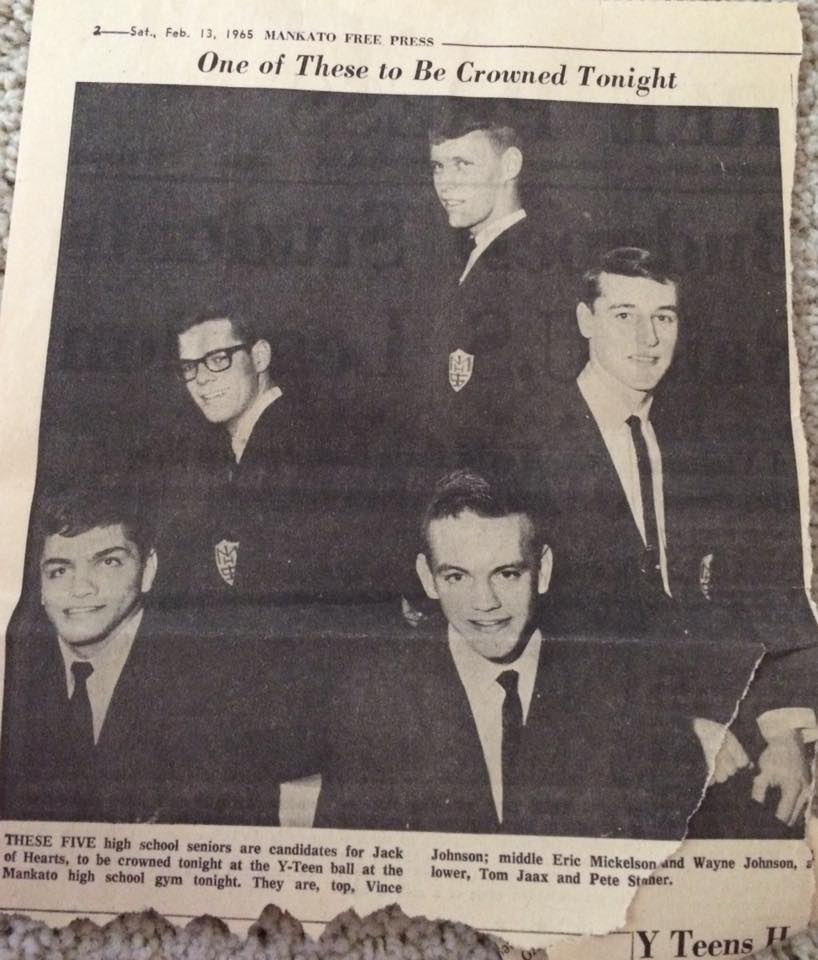 2—Sat., Feb. 13, 1965 MANKATO FREE PRESS
One of These to Be Crowned Tonight
THESE FIVE high school seniors are candidates for Jack
of Hearts, to be crowned tonight at the Y-Teen ball at the
Mankato high school gym tonight. They are, top, Vince
Johnson; middle Eric Mickelson and Wayne Johnson,
lower, Tom Jaax and Pete
Y Teens H